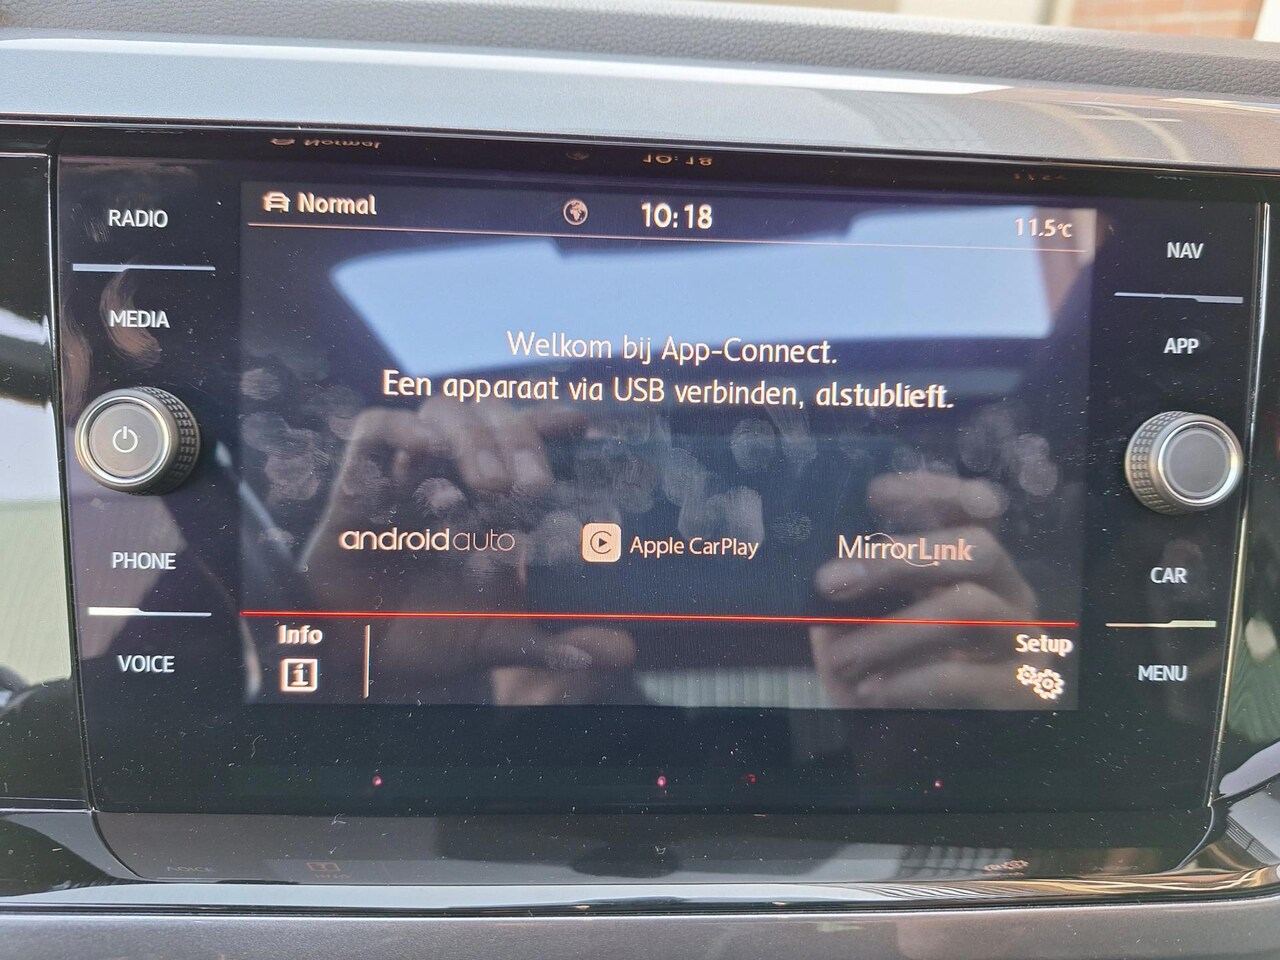 RADIO
MEDIA
PHONE
VOICE
Normal
10:18
11.5°C
Welkom bij App-Connect.
Een apparaat via USB verbinden, alstublieft.
androidauto
Apple CarPlay
MirrorLink
Info
Setup
NAV
APP
CAR
MENU